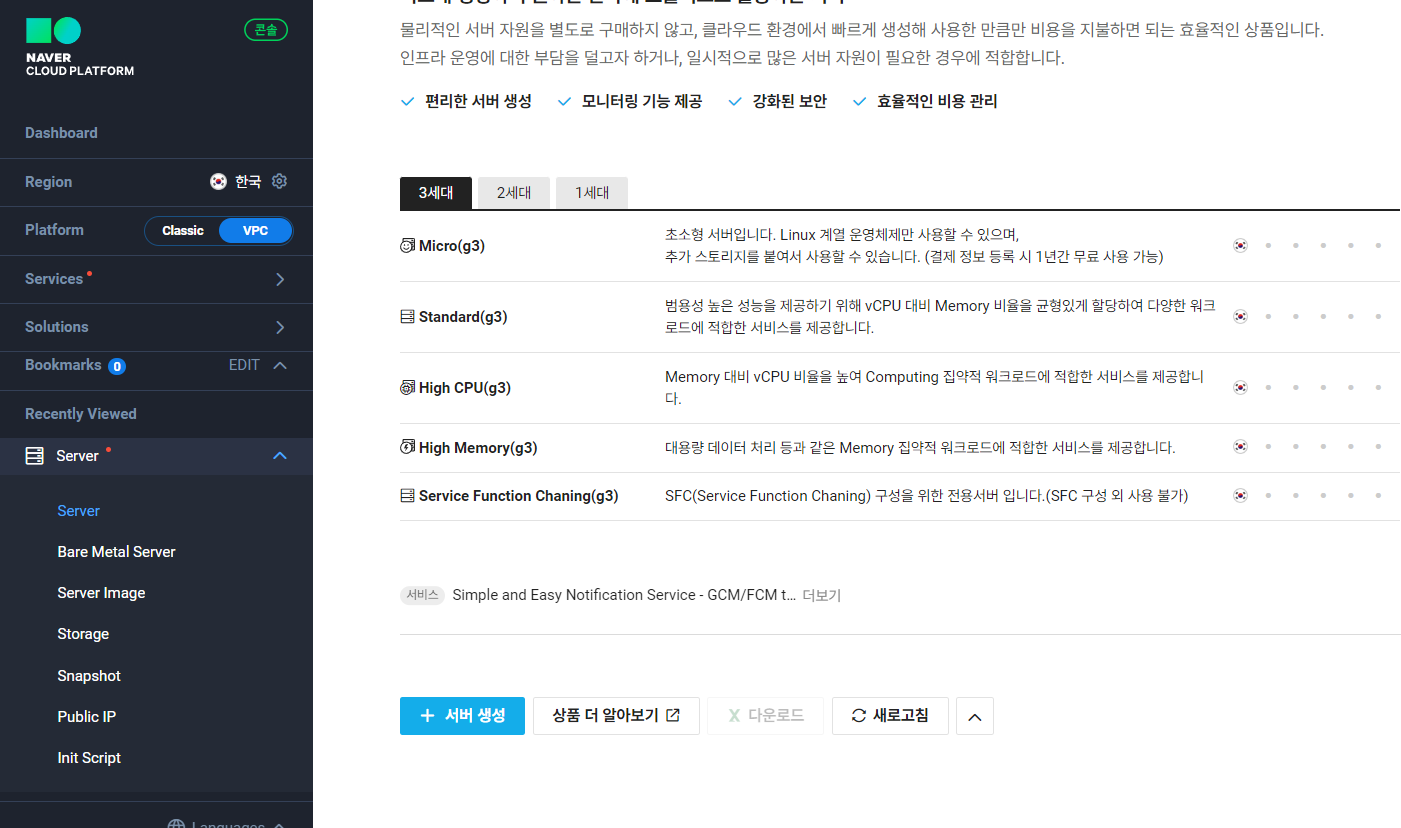 NAVER
CLOUD PLATFORM
콘솔
Dashboard
Region 한국
Platform Classic VPC
Services
Solutions
Bookmarks 0 EDIT
Recently Viewed
Server
Server
Bare Metal Server
Server Image
Storage
Snapshot
Public IP
Init Script
Languages
물리적인 서버 자원을 별도로 구매하지 않고, 클라우드 환경에서 빠르게 생성해 사용한 만큼만 비용을 지불하면 되는 효율적인 상품입니다.
인프라 운영에 대한 부담을 덜고자 하거나, 일시적으로 많은 서버 자원이 필요한 경우에 적합합니다.
편리한 서버 생성 모니터링 기능 제공 강화된 보안 효율적인 비용 관리
3세대 2세대 1세대
Micro(g3)
초소형 서버입니다. Linux 계열 운영체제만 사용할 수 있으며,
추가 스토리지를 붙여서 사용할 수 있습니다. (결제 정보 등록 시 1년간 무료 사용 가능)
Standard(g3)
범용성 높은 성능을 제공하기 위해 vCPU 대비 Memory 비율을 균형있게 할당하여 다양한 워크
로드에 적합한 서비스를 제공합니다.
High CPU(g3)
Memory 대비 vCPU 비율을 높여 Computing 집약적 워크로드에 적합한 서비스를 제공합니
다.
High Memory(g3)
대용량 데이터 처리 등과 같은 Memory 집약적 워크로드에 적합한 서비스를 제공합니다.
Service Function Chaning(g3)
SFC(Service Function Chaning) 구성을 위한 전용서버 입니다.(SFC 구성 외 사용 불가)
서비스 Simple and Easy Notification Service - GCM/FCM t... 더보기
+ 서버 생성 상품 더 알아보기 X 다운로드 새로고침